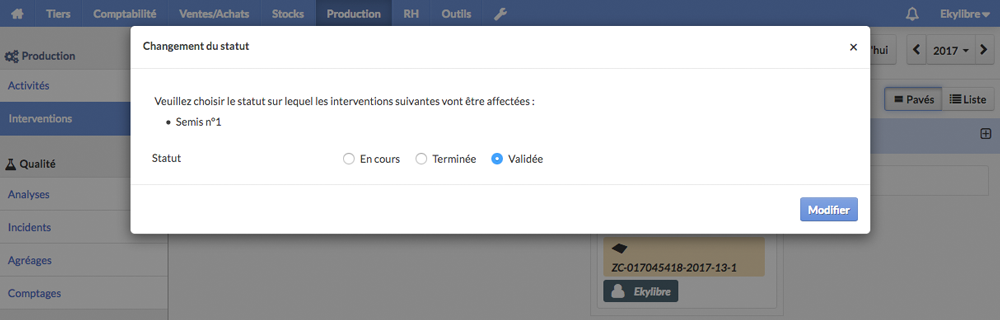 Tiers Comptabilité Ventes/Achats Stocks Production RH Outils Ekylibre
Production
Activités
Interventions
Qualité
Analyses
Incidents
Agréages
Comptages
Changement du statut ×
Veuillez choisir le statut sur lequel les interventions suivantes vont être affectées :
• Semis n°1
Statut En cours Terminée Validée
Modifier
'hui 2017
Pavés Liste
ZC-017045418-2017-13-1
Ekylibre